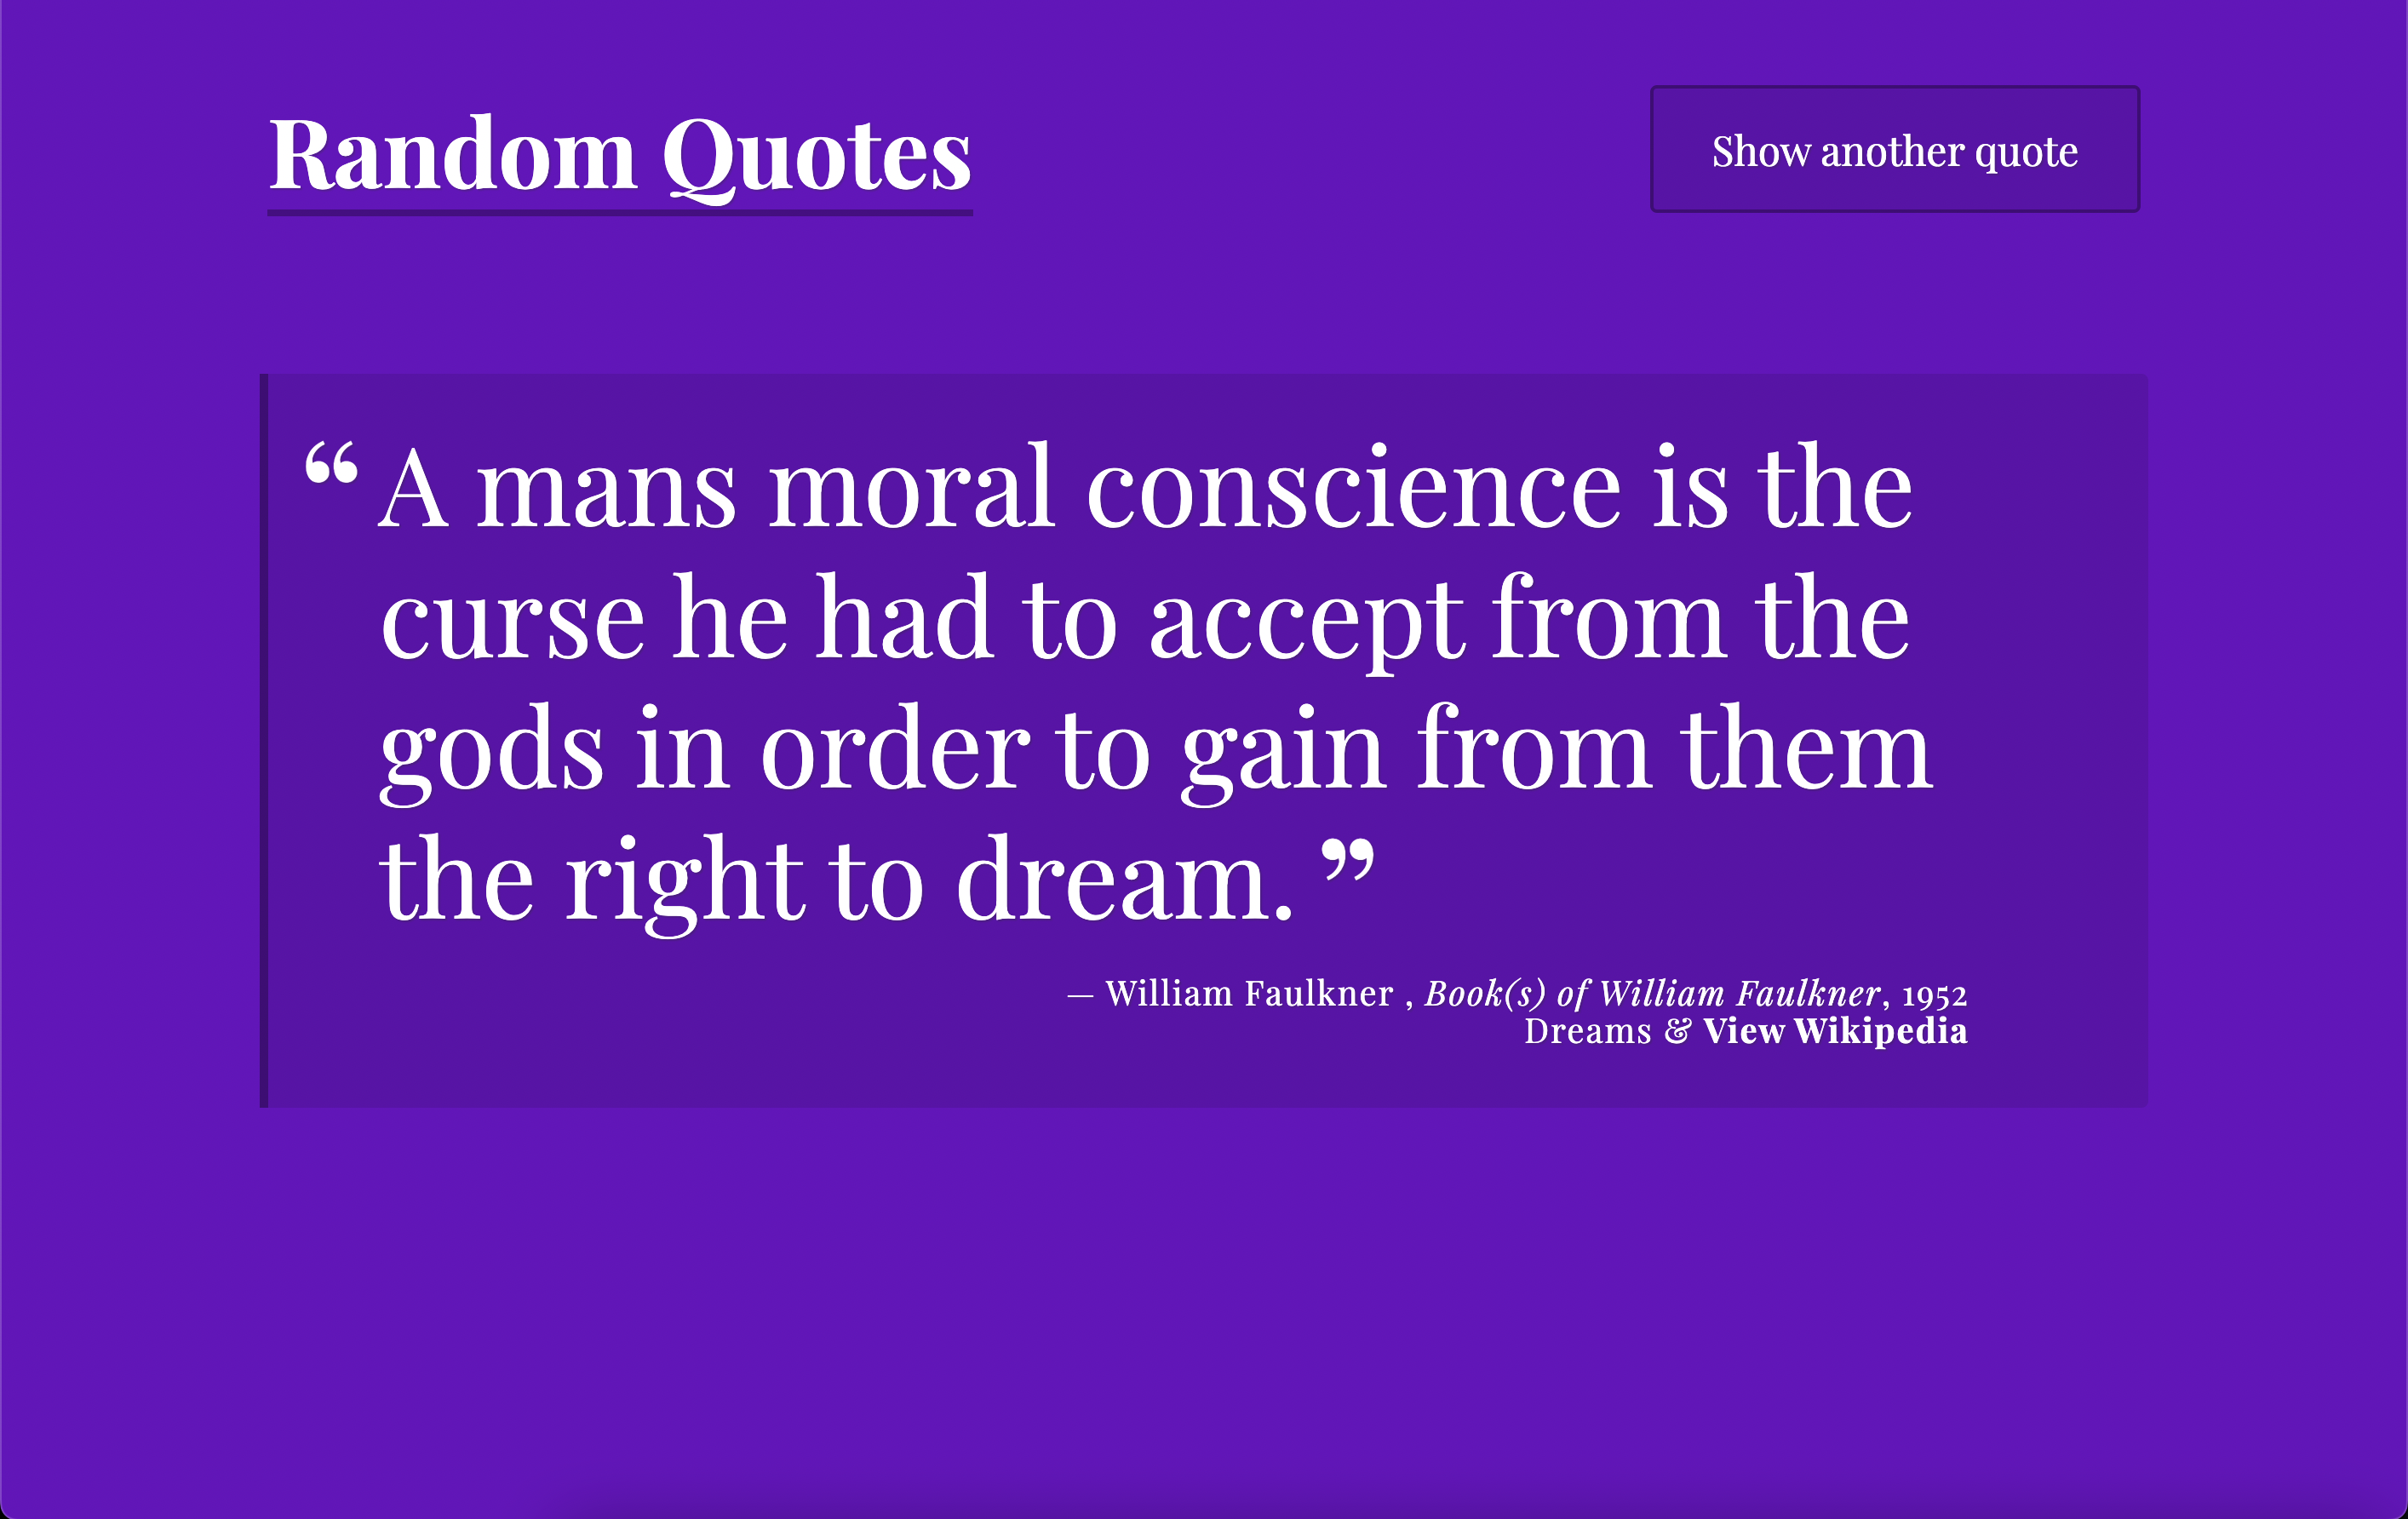 Random Quotes
Show another quote
“ A mans moral conscience is the
curse he had to accept from the
gods in order to gain from them
the right to dream. ”
— William Faulkner , Book(s) of William Faulkner, 1952
Dreams & View Wikipedia